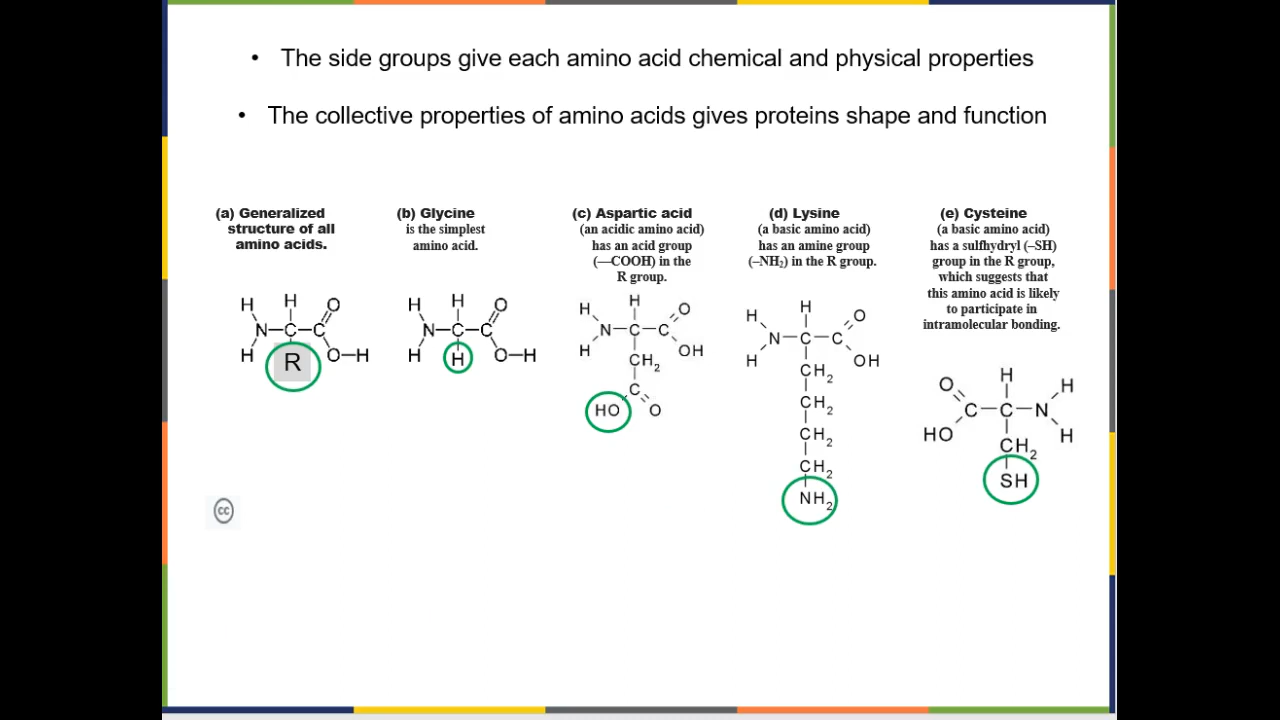 • The side groups give each amino acid chemical and physical properties
• The collective properties of amino acids gives proteins shape and function
(a) Generalized
structure of all
amino acids.
H H O
N–C–C
H R O–H
(b) Glycine
is the simplest
amino acid.
H H O
N–C–C
H H O–H
(c) Aspartic acid
(an acidic amino acid)
has an acid group
(—COOH) in the
R group.
H H O
N–C–C
H OH
CH₂
C
HO O
(d) Lysine
(a basic amino acid)
has an amine group
(–NH₂) in the R group.
H H O
N–C–C
H OH
CH₂
CH₂
CH₂
CH₂
NH₂
(e) Cysteine
(a basic amino acid)
has a sulfhydryl (–SH)
group in the R group,
which suggests that
this amino acid is likely
to participate in
intramolecular bonding.
O H H
C–C–N
HO H
CH₂
SH
cc